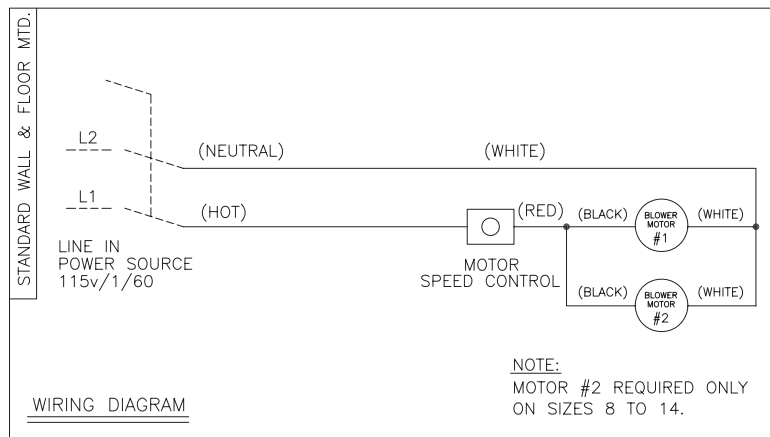 STANDARD WALL & FLOOR MTD.
L2
(NEUTRAL)
(WHITE)
L1
(HOT)
(RED)
(BLACK)
BLOWER
MOTOR
#1
(WHITE)
LINE IN
POWER SOURCE
115v/1/60
MOTOR
SPEED CONTROL
(BLACK)
BLOWER
MOTOR
#2
(WHITE)
NOTE:
MOTOR #2 REQUIRED ONLY
ON SIZES 8 TO 14.
WIRING DIAGRAM